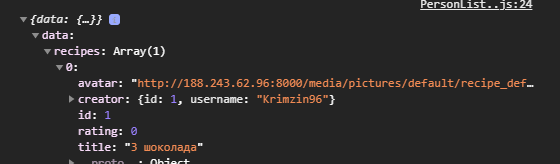 PersonList..js:24
▼ {data: {…}} i
▼ data:
▼ recipes: Array(1)
▼ 0:
avatar: "http://188.243.62.96:8000/media/pictures/default/recipe_def…
▶ creator: {id: 1, username: "Krimzin96"}
id: 1
rating: 0
title: "3 шоколада"
▶ __proto__: Object